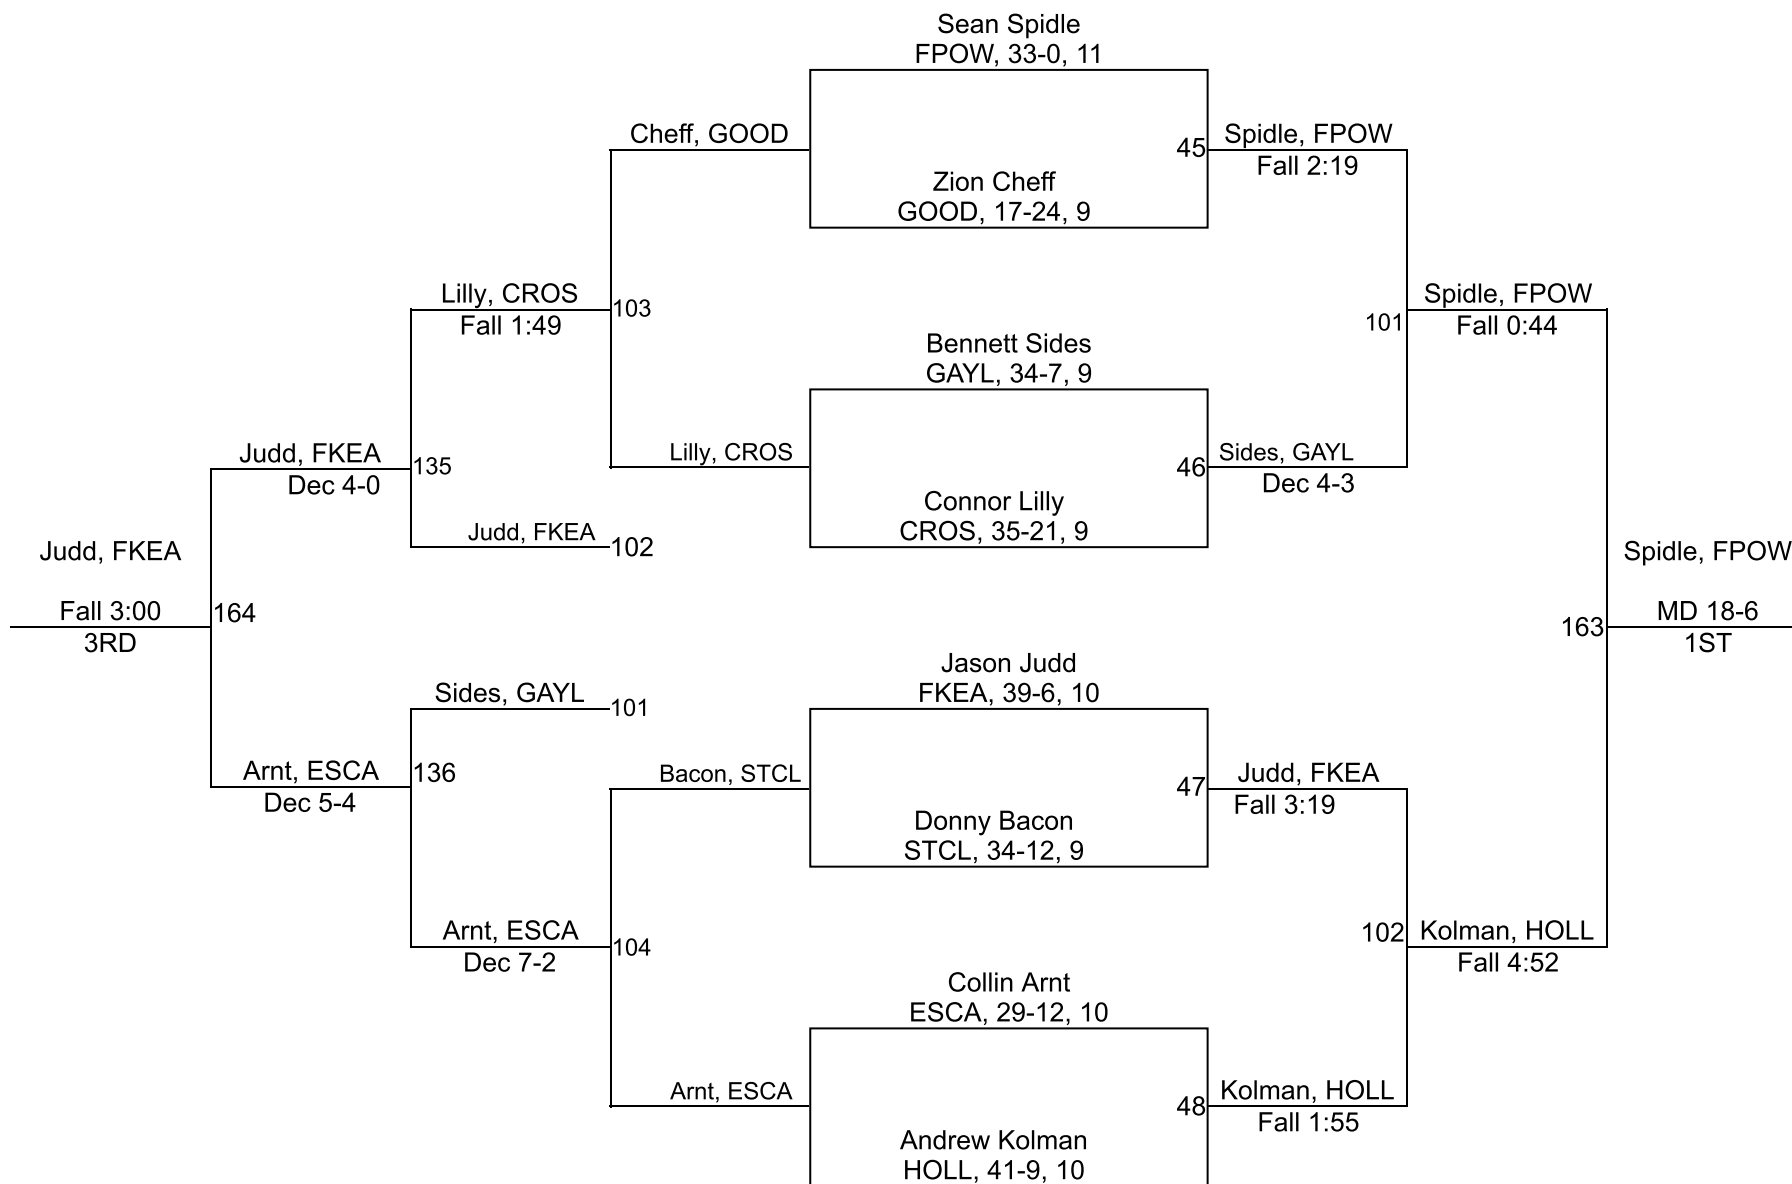 Sean Spidle
FPOW, 33-0, 11
Cheff, GOOD
45
Spidle, FPOW
Fall 2:19
Zion Cheff
GOOD, 17-24, 9
Lilly, CROS
Fall 1:49
103
101
Spidle, FPOW
Fall 0:44
Bennett Sides
GAYL, 34-7, 9
Judd, FKEA
Dec 4-0
135
Lilly, CROS
46
Sides, GAYL
Dec 4-3
Connor Lilly
CROS, 35-21, 9
Judd, FKEA
102
Judd, FKEA
Fall 3:00
3RD
164
163
Spidle, FPOW
MD 18-6
1ST
Jason Judd
FKEA, 39-6, 10
Sides, GAYL
101
Arnt, ESCA
Dec 5-4
136
Bacon, STCL
47
Judd, FKEA
Fall 3:19
Donny Bacon
STCL, 34-12, 9
Arnt, ESCA
Dec 7-2
104
102
Kolman, HOLL
Fall 4:52
Collin Arnt
ESCA, 29-12, 10
Arnt, ESCA
48
Kolman, HOLL
Fall 1:55
Andrew Kolman
HOLL, 41-9, 10